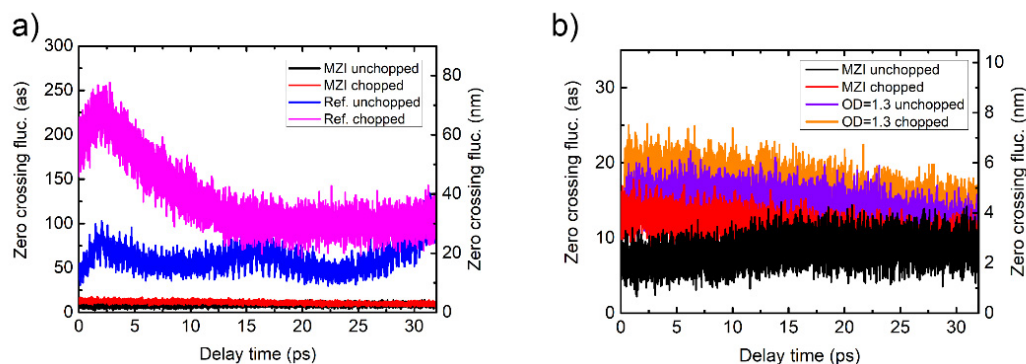 a)
Zero crossing fluc. (as)
300
250
200
150
100
50
0
MZI unchopped
MZI chopped
Ref. unchopped
Ref. chopped
80
60
40
20
0
Zero crossing fluc. (nm)
0 5 10 15 20 25 30
Delay time (ps)
b)
Zero crossing fluc. (as)
30
20
10
0
MZI unchopped
MZI chopped
OD=1.3 unchopped
OD=1.3 chopped
10
8
6
4
2
0
Zero crossing fluc. (nm)
0 5 10 15 20 25 30
Delay time (ps)